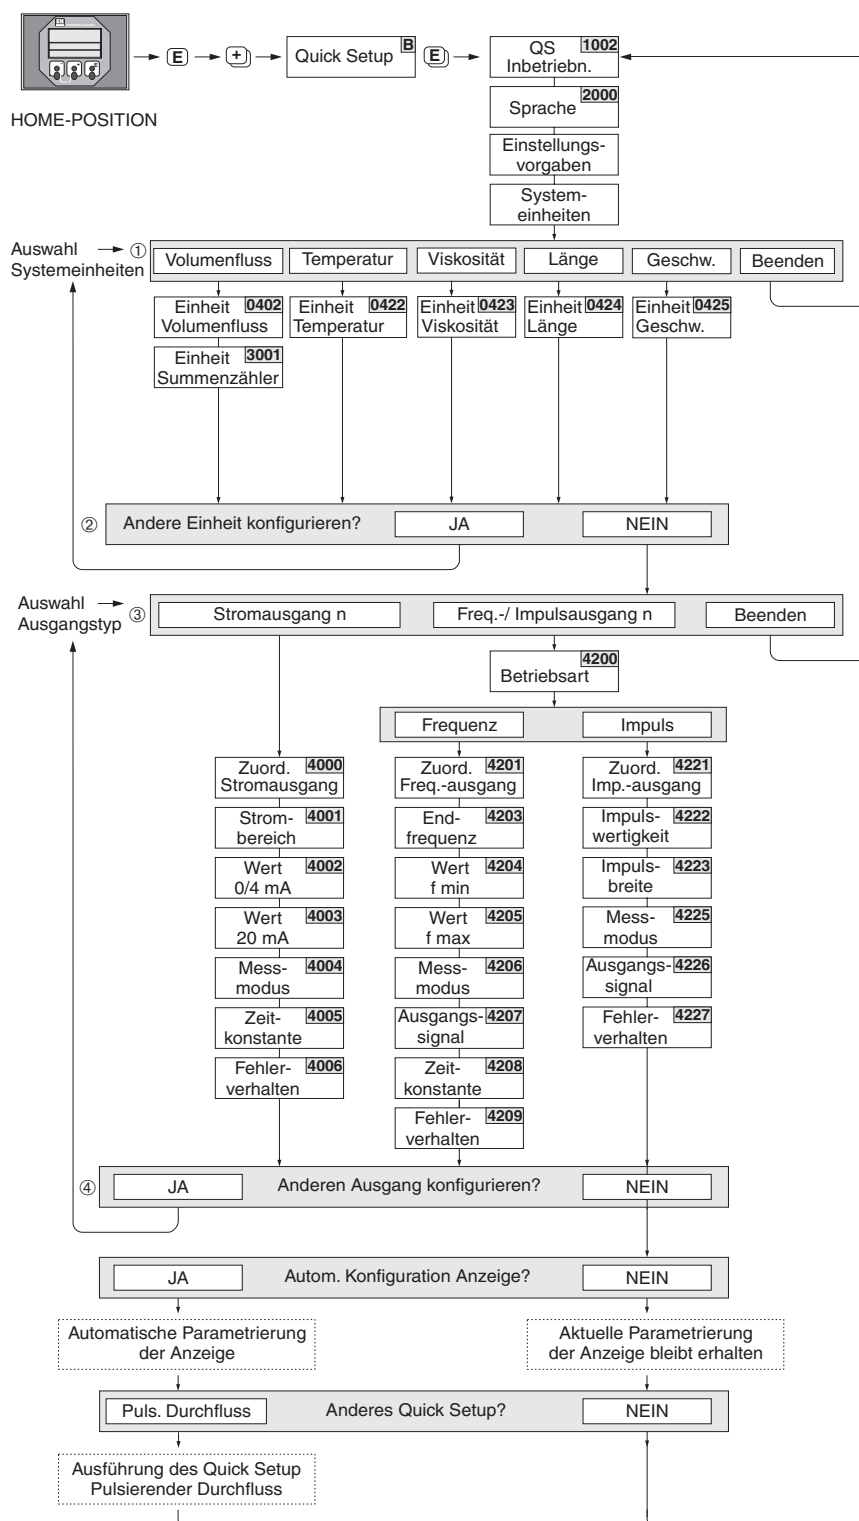 E
+
Quick Setup
B
E
QS
1002
Inbetriebn.
HOME-POSITION
Sprache
2000
Einstellungs-
vorgaben
System-
einheiten
Auswahl
Systemeinheiten
①
Volumenfluss
Temperatur
Viskosität
Länge
Geschw.
Beenden
Einheit
0402
Volumenfluss
Einheit
0422
Temperatur
Einheit
0423
Viskosität
Einheit
0424
Länge
Einheit
0425
Geschw.
Einheit
3001
Summenzähler
②
Andere Einheit konfigurieren?
JA
NEIN
Auswahl
Ausgangstyp
③
Stromausgang n
Freq.-/ Impulsausgang n
Beenden
4200
Betriebsart
Frequenz
Impuls
Zuord.
4000
Stromausgang
Strom-
4001
bereich
Wert
4002
0/4 mA
Wert
4003
20 mA
Mess-
4004
modus
Zeit-
4005
konstante
Fehler-
4006
verhalten
Zuord.
4201
Freq.-ausgang
End-
4203
frequenz
Wert
4204
f min
Wert
4205
f max
Mess-
4206
modus
Ausgangs-
4207
signal
Zeit-
4208
konstante
Fehler-
4209
verhalten
Zuord.
4221
Imp.-ausgang
Impuls-
4222
wertigkeit
Impuls-
4223
breite
Mess-
4225
modus
Ausgangs-
4226
signal
Fehler-
4227
verhalten
④
JA
Anderen Ausgang konfigurieren?
NEIN
JA
Autom. Konfiguration Anzeige?
NEIN
Automatische Parametrierung
der Anzeige
Aktuelle Parametrierung
der Anzeige bleibt erhalten
Puls. Durchfluss
Anderes Quick Setup?
NEIN
Ausführung des Quick Setup
Pulsierender Durchfluss